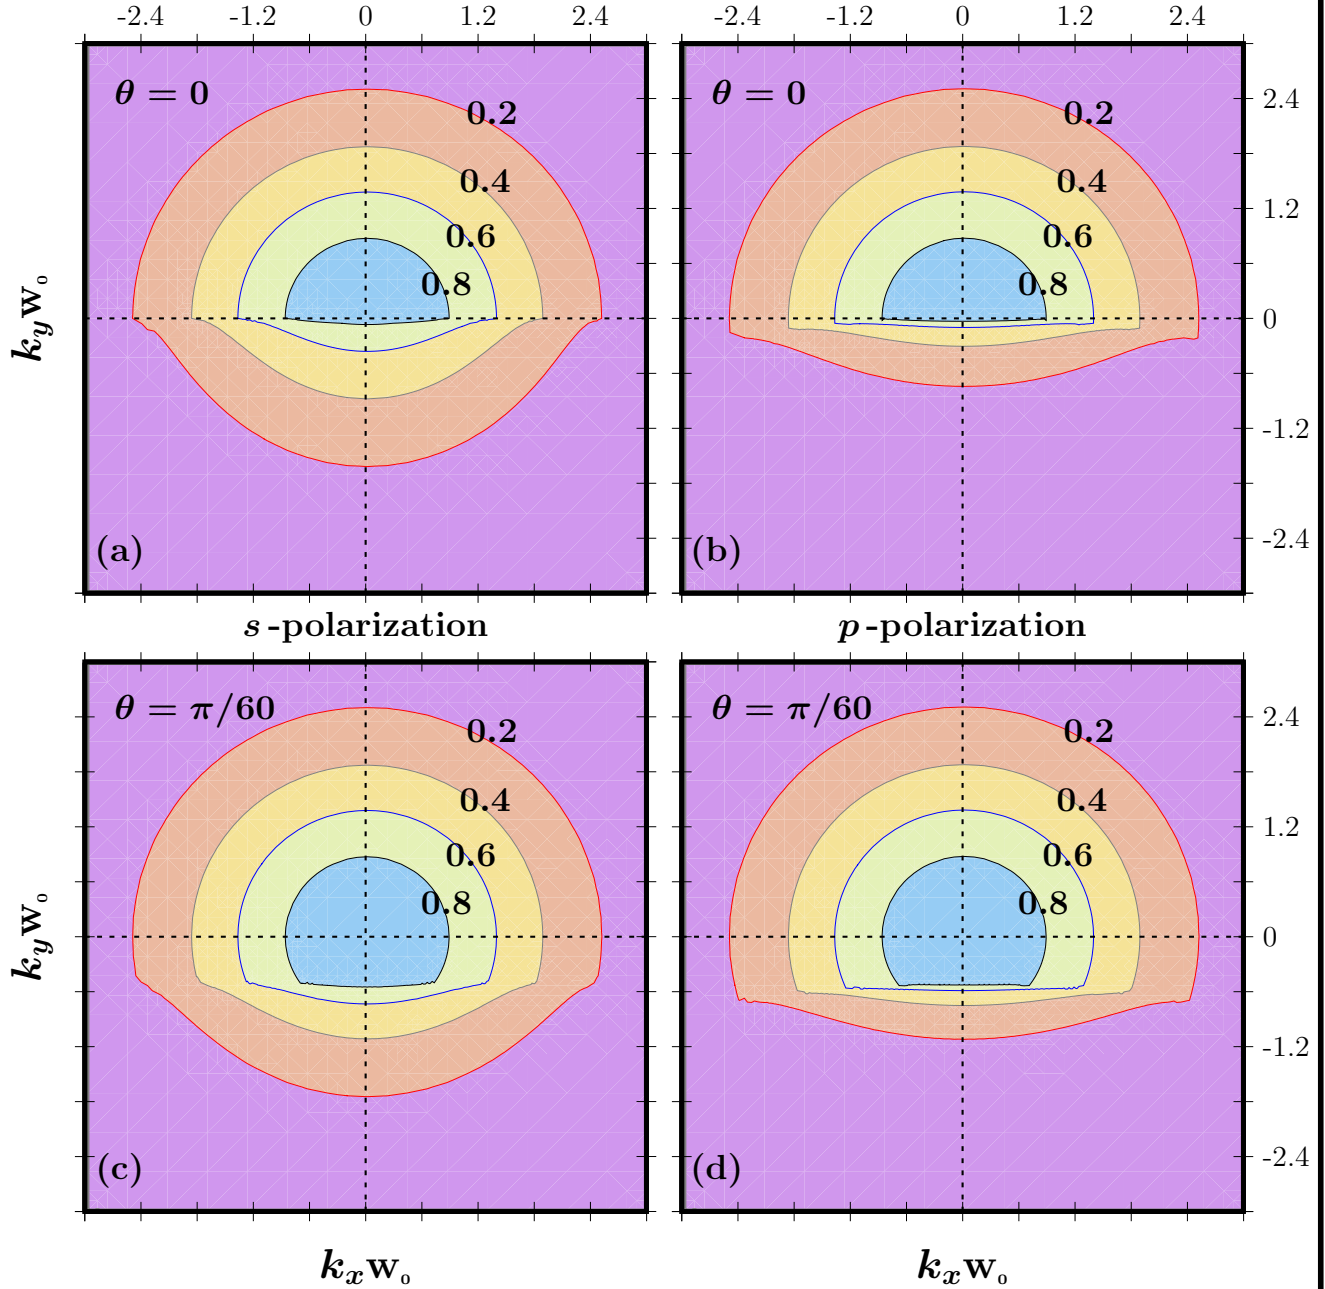 -2.4 -1.2 0 1.2 2.4 -2.4 -1.2 0 1.2 2.4
θ = 0 0.2 θ = 0 0.2 2.4
0.4 0.4
1.2
0.6 0.6
0.8 0.8
k_y w₀ 0
-1.2
(a) (b) -2.4
s -polarization p -polarization
θ = π/60 0.2 θ = π/60 0.2 2.4
0.4 0.4
1.2
0.6 0.6
0.8 0.8
k_y w₀ 0
-1.2
(c) (d) -2.4
k_x w₀ k_x w₀